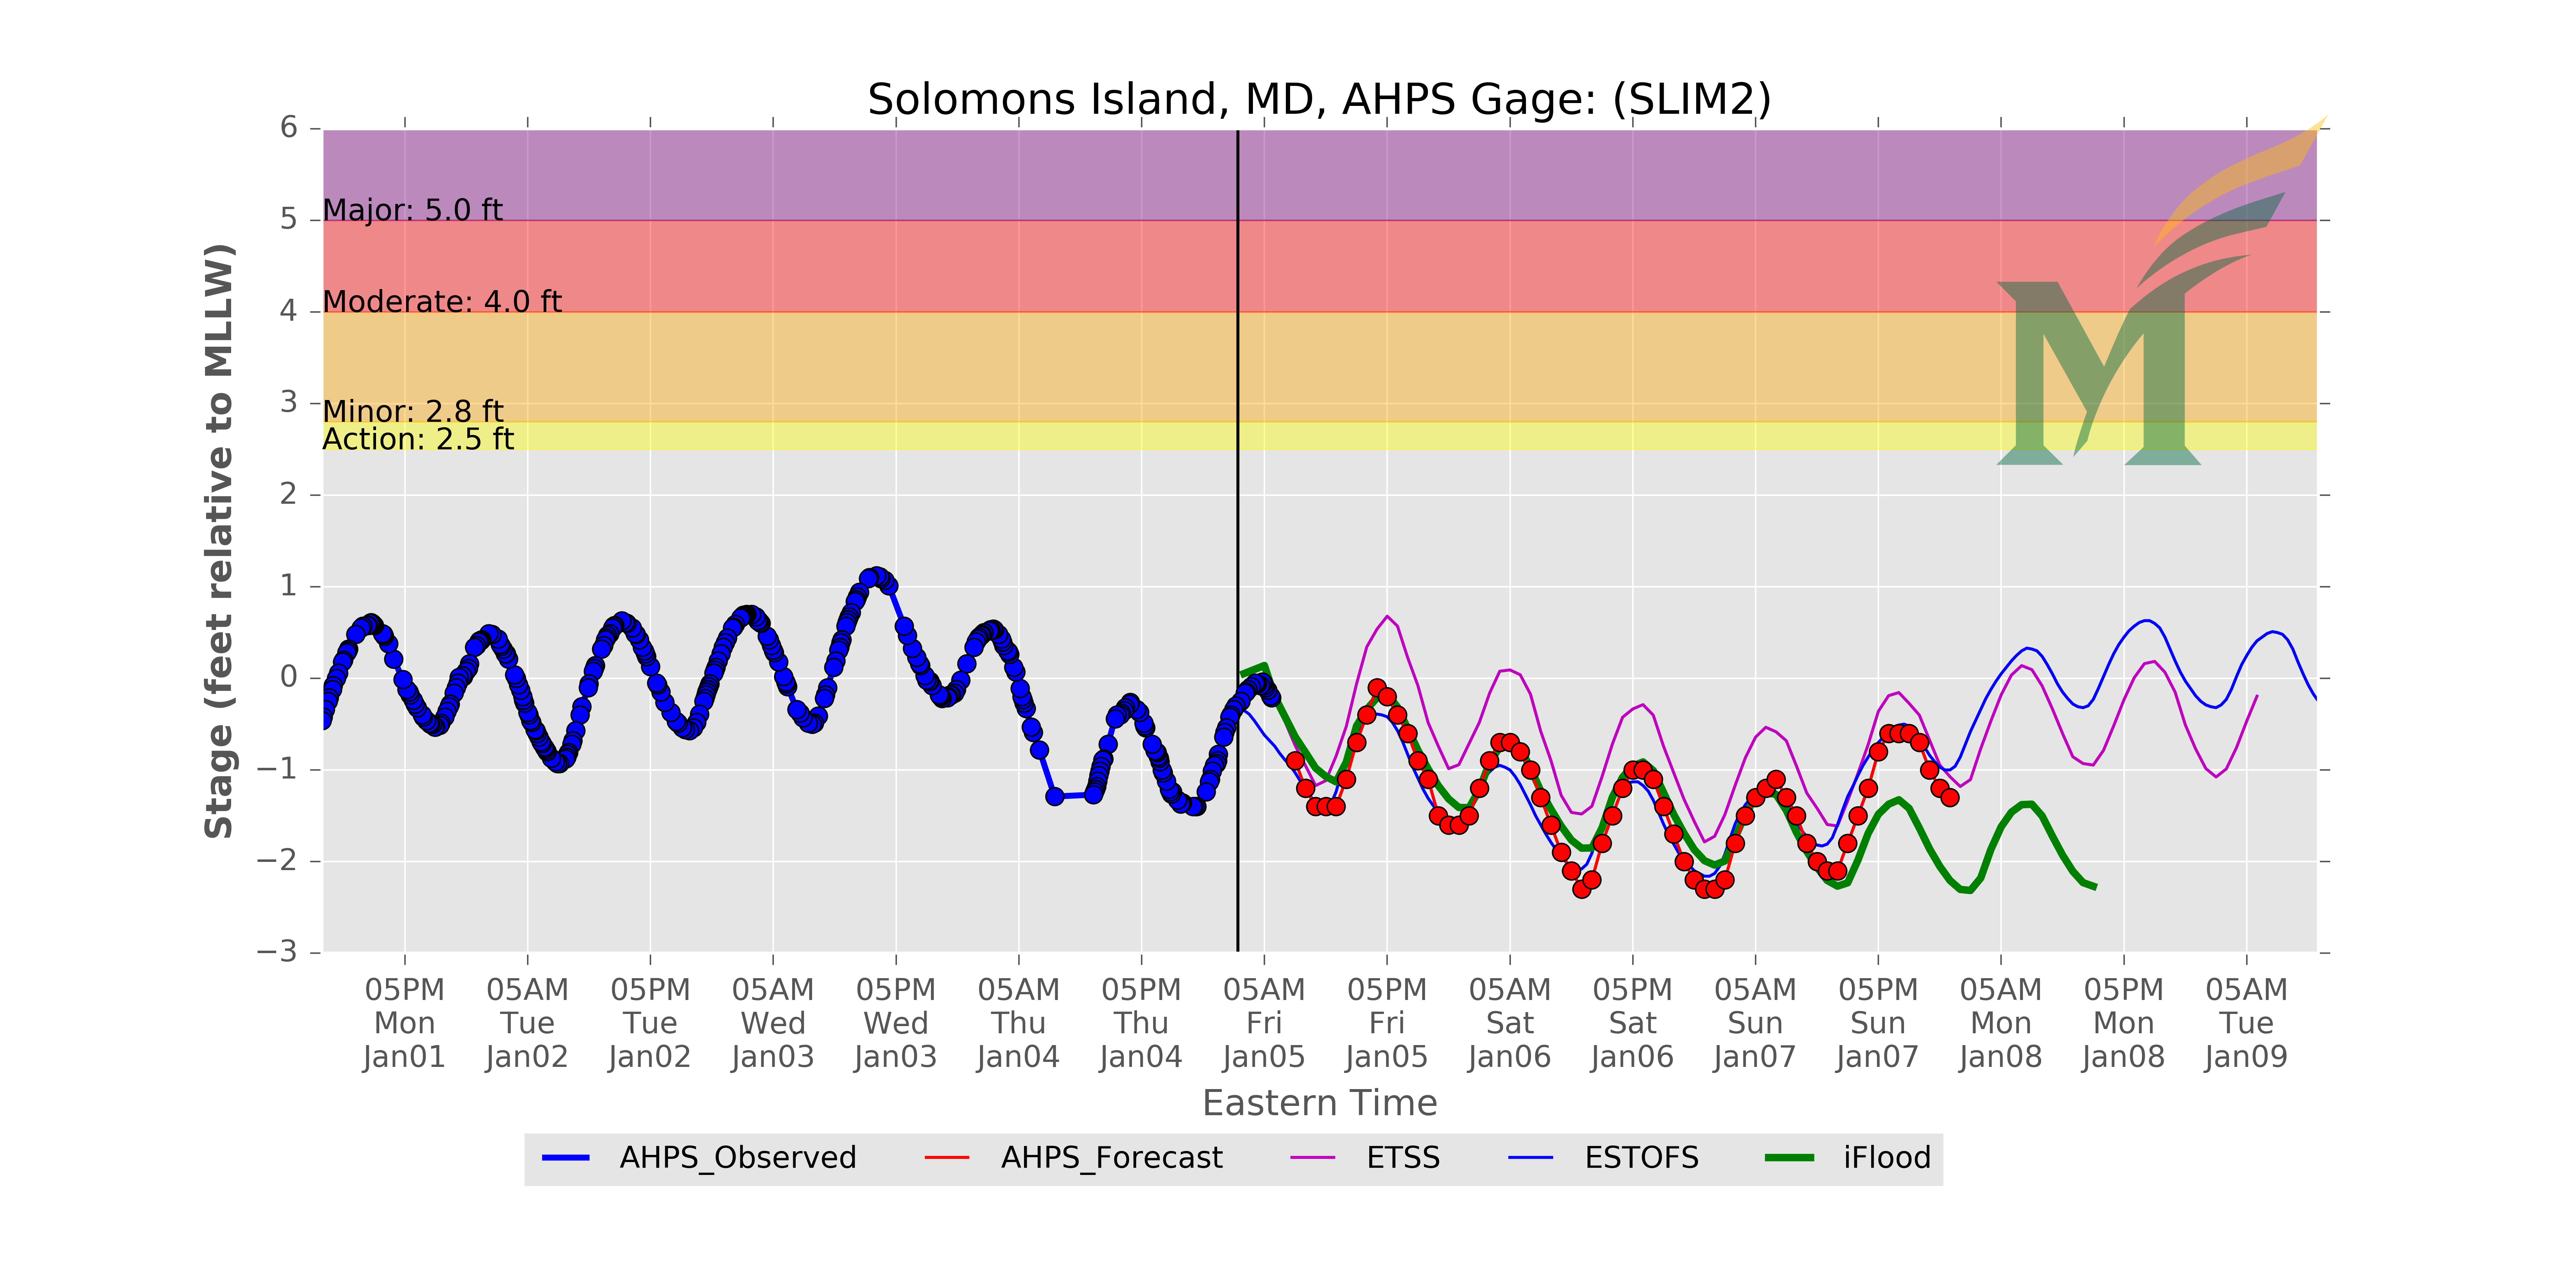 Solomons Island, MD, AHPS Gage: (SLIM2)
Stage (feet relative to MLLW)
6
5
4
3
2
1
0
−1
−2
−3
Major: 5.0 ft
Moderate: 4.0 ft
Minor: 2.8 ft
Action: 2.5 ft
M
05PM 05AM 05PM 05AM 05PM 05AM 05PM 05AM 05PM 05AM 05PM 05AM 05PM 05AM 05PM 05AM
Mon Tue Tue Wed Wed Thu Thu Fri Fri Sat Sat Sun Sun Mon Mon Tue
Jan01 Jan02 Jan02 Jan03 Jan03 Jan04 Jan04 Jan05 Jan05 Jan06 Jan06 Jan07 Jan07 Jan08 Jan08 Jan09
Eastern Time
AHPS_Observed AHPS_Forecast ETSS ESTOFS iFlood